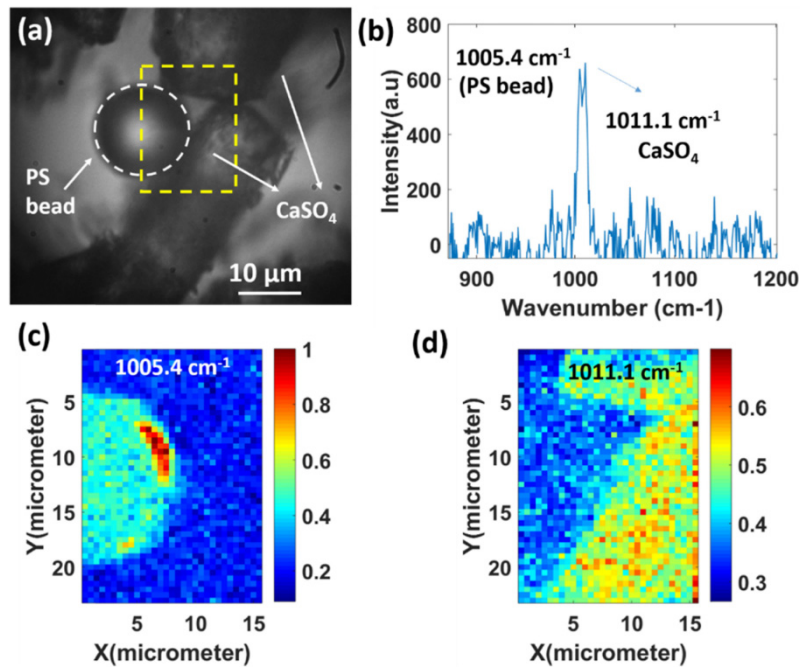 (a)
PS
bead
CaSO₄
10 μm
(b)
800
600
400
200
0
Intensity(a.u)
1005.4 cm⁻¹
(PS bead)
1011.1 cm⁻¹
CaSO₄
900 1000 1100 1200
Wavenumber (cm-1)
(c)
1005.4 cm⁻¹
5
10
15
20
Y(micrometer)
5 10 15
X(micrometer)
1
0.8
0.6
0.4
0.2
(d)
1011.1 cm⁻¹
5
10
15
20
Y(micrometer)
5 10 15
X(micrometer)
0.6
0.5
0.4
0.3